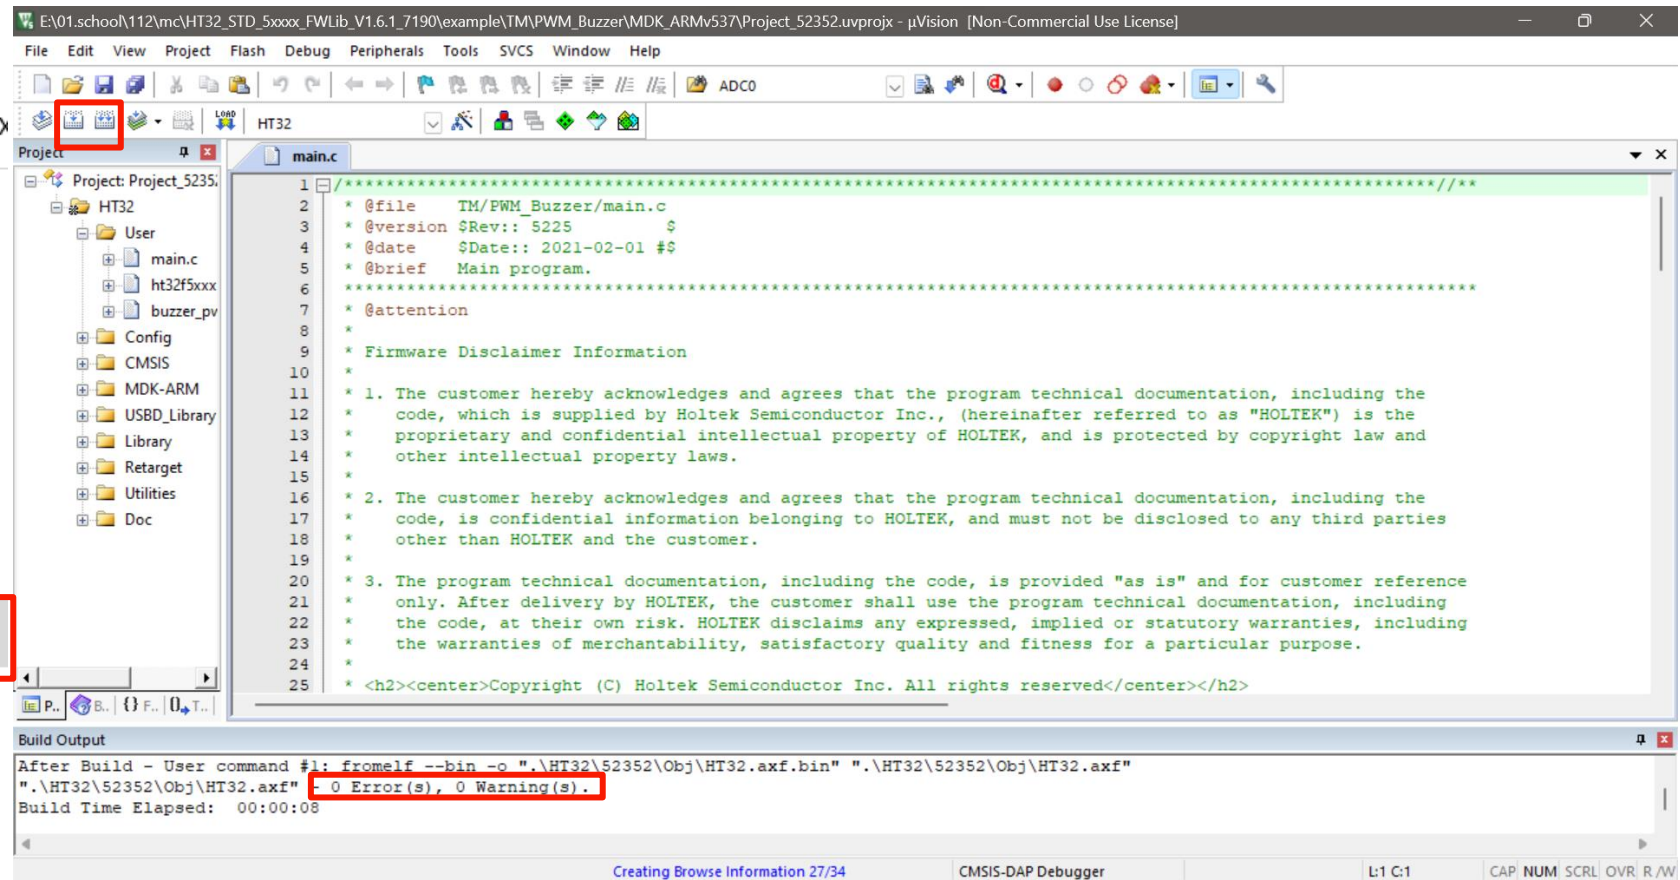 E:\01.school\112\mc\HT32_STD_5xxxx_FWLib_V1.6.1_7190\example\TM\PWM_Buzzer\MDK_ARMv537\Project_52352.uvprojx - µVision [Non-Commercial Use License]
File Edit View Project Flash Debug Peripherals Tools SVCS Window Help
ADC0
LOAD HT32
Project
main.c
Project: Project_5235
HT32
User
main.c
ht32f5xxx
buzzer_pv
Config
CMSIS
MDK-ARM
USBD_Library
Library
Retarget
Utilities
Doc
1 /*********************************************************************************************************//**
2 * @file TM/PWM_Buzzer/main.c
3 * @version $Rev:: 5225 $
4 * @date $Date:: 2021-02-01 #$
5 * @brief Main program.
6 *************************************************************************************************************
7 * @attention
8 *
9 * Firmware Disclaimer Information
10 *
11 * 1. The customer hereby acknowledges and agrees that the program technical documentation, including the
12 * code, which is supplied by Holtek Semiconductor Inc., (hereinafter referred to as "HOLTEK") is the
13 * proprietary and confidential intellectual property of HOLTEK, and is protected by copyright law and
14 * other intellectual property laws.
15 *
16 * 2. The customer hereby acknowledges and agrees that the program technical documentation, including the
17 * code, is confidential information belonging to HOLTEK, and must not be disclosed to any third parties
18 * other than HOLTEK and the customer.
19 *
20 * 3. The program technical documentation, including the code, is provided "as is" and for customer reference
21 * only. After delivery by HOLTEK, the customer shall use the program technical documentation, including
22 * the code, at their own risk. HOLTEK disclaims any expressed, implied or statutory warranties, including
23 * the warranties of merchantability, satisfactory quality and fitness for a particular purpose.
24 *
25 * <h2><center>Copyright (C) Holtek Semiconductor Inc. All rights reserved</center></h2>
P.. B.. {} F.. 0 T..
Build Output
After Build - User command #1: fromelf --bin -o ".\HT32\52352\Obj\HT32.axf.bin" ".\HT32\52352\Obj\HT32.axf"
".\HT32\52352\Obj\HT32.axf" - 0 Error(s), 0 Warning(s).
Build Time Elapsed: 00:00:08
Creating Browse Information 27/34 CMSIS-DAP Debugger L:1 C:1 CAP NUM SCRL OVR R/W